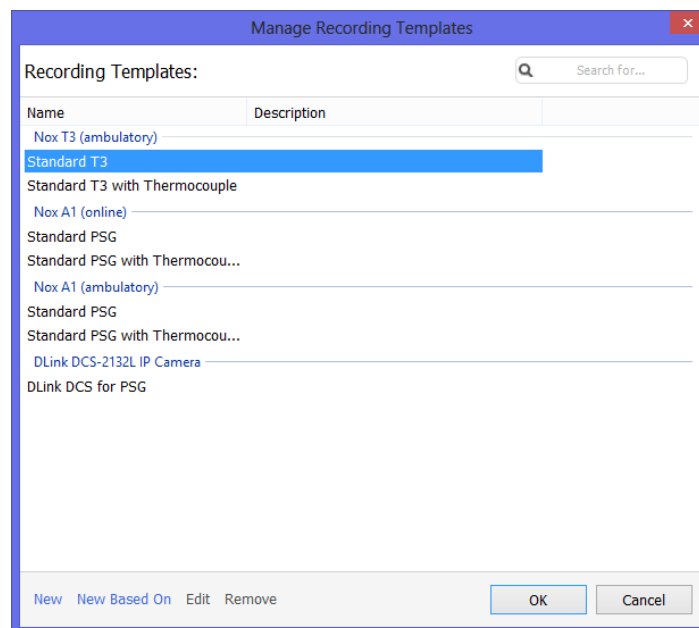 Manage Recording Templates
Recording Templates:
Search for...
Name Description
Nox T3 (ambulatory)
Standard T3
Standard T3 with Thermocouple
Nox A1 (online)
Standard PSG
Standard PSG with Thermocou...
Nox A1 (ambulatory)
Standard PSG
Standard PSG with Thermocou...
DLink DCS-2132L IP Camera
DLink DCS for PSG
New New Based On Edit Remove OK Cancel